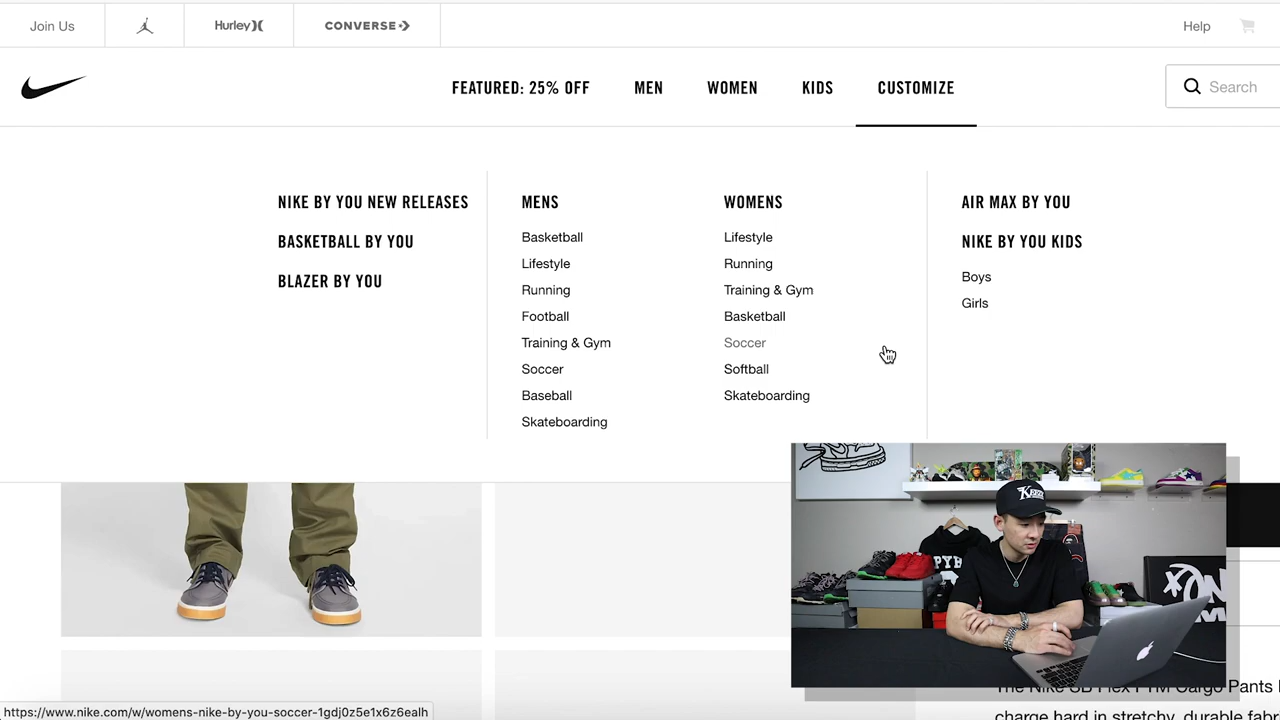 Join Us
Hurley
CONVERSE
Help
FEATURED: 25% OFF
MEN
WOMEN
KIDS
CUSTOMIZE
Search
NIKE BY YOU NEW RELEASES
BASKETBALL BY YOU
BLAZER BY YOU
MENS
Basketball
Lifestyle
Running
Football
Training & Gym
Soccer
Baseball
Skateboarding
WOMENS
Lifestyle
Running
Training & Gym
Basketball
Soccer
Softball
Skateboarding
AIR MAX BY YOU
NIKE BY YOU KIDS
Boys
Girls
The Nike SB Flex FTM Cargo Pants
charge hard in stretchy, durable fab
https://www.nike.com/w/womens-nike-by-you-soccer-1gdj0z5e1x6z6ealh